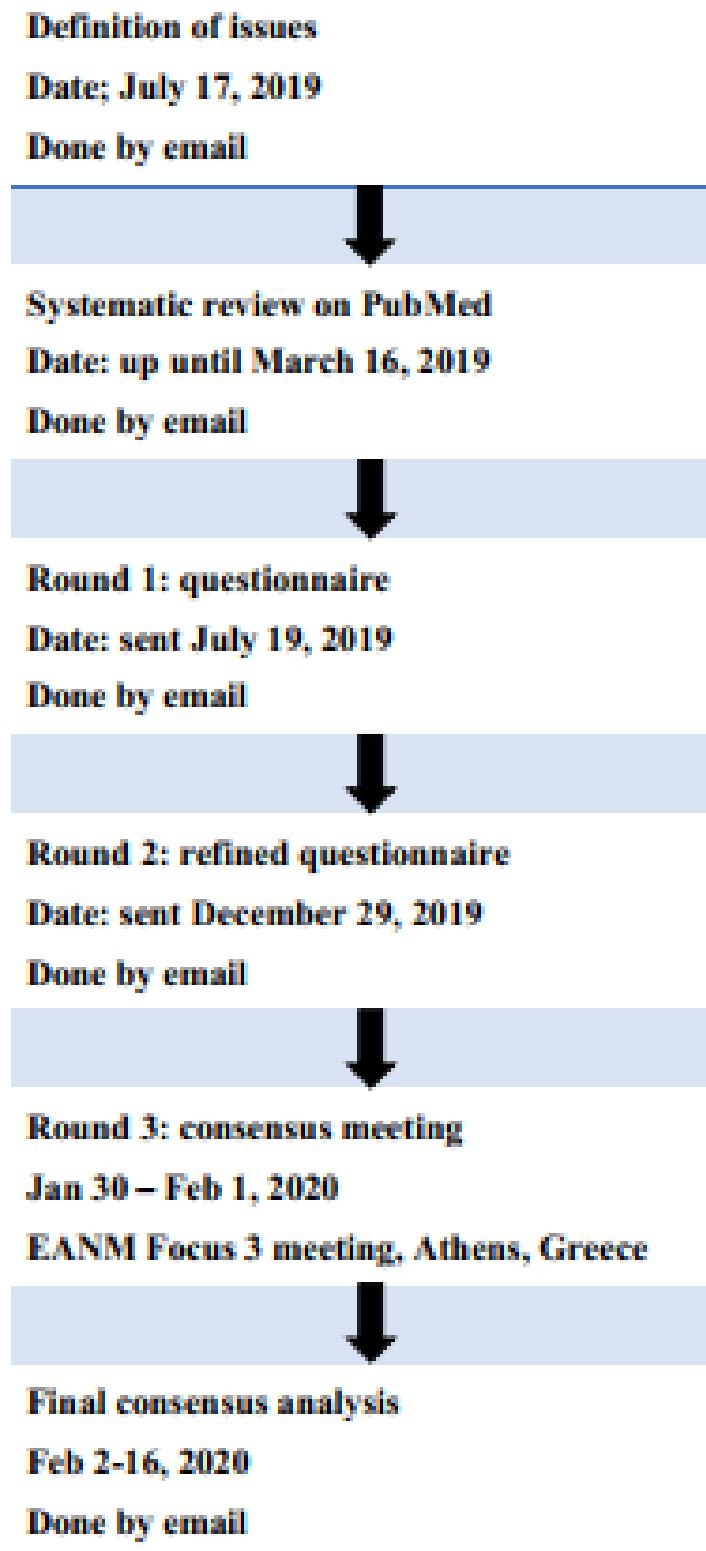 Definition of issues
Date; July 17, 2019
Done by email
Systematic review on PubMed
Date: up until March 16, 2019
Done by email
Round 1: questionnaire
Date: sent July 19, 2019
Done by email
Round 2: refined questionnaire
Date: sent December 29, 2019
Done by email
Round 3: consensus meeting
Jan 30 – Feb 1, 2020
EANM Focus 3 meeting, Athens, Greece
Final consensus analysis
Feb 2-16, 2020
Done by email